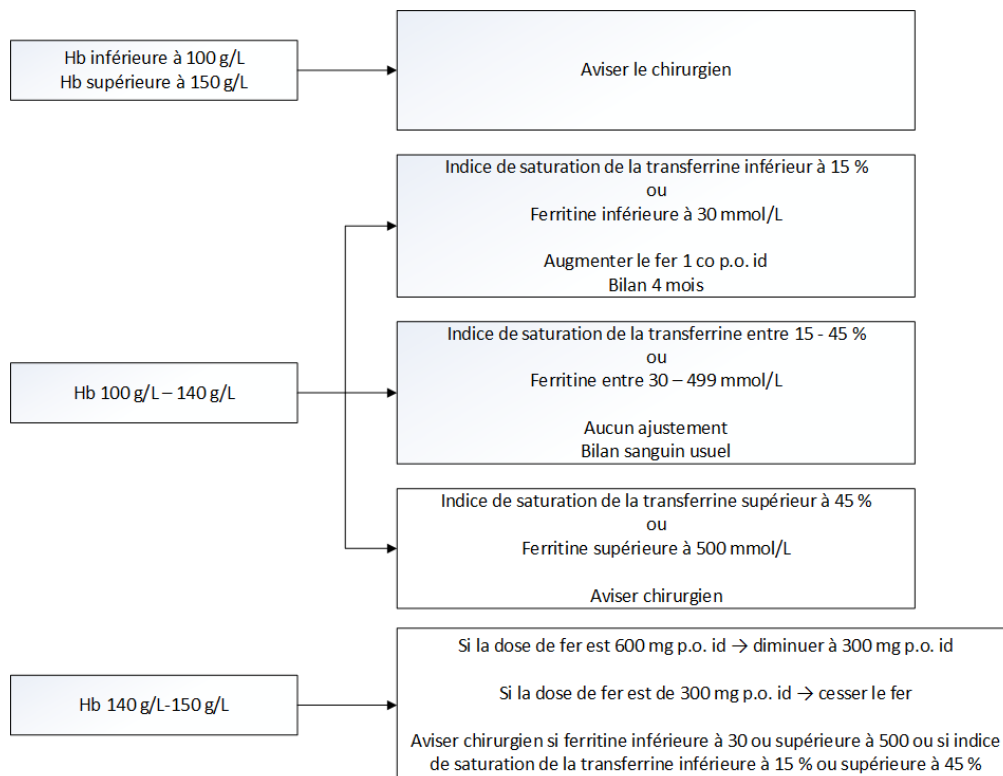 Hb inférieure à 100 g/L
Hb supérieure à 150 g/L
Aviser le chirurgien
Indice de saturation de la transferrine inférieur à 15 %
ou
Ferritine inférieure à 30 mmol/L
Augmenter le fer 1 co p.o. id
Bilan 4 mois
Hb 100 g/L – 140 g/L
Indice de saturation de la transferrine entre 15 - 45 %
ou
Ferritine entre 30 – 499 mmol/L
Aucun ajustement
Bilan sanguin usuel
Indice de saturation de la transferrine supérieur à 45 %
ou
Ferritine supérieure à 500 mmol/L
Aviser chirurgien
Hb 140 g/L-150 g/L
Si la dose de fer est 600 mg p.o. id → diminuer à 300 mg p.o. id
Si la dose de fer est de 300 mg p.o. id → cesser le fer
Aviser chirurgien si ferritine inférieure à 30 ou supérieure à 500 ou si indice
de saturation de la transferrine inférieure à 15 % ou supérieure à 45 %